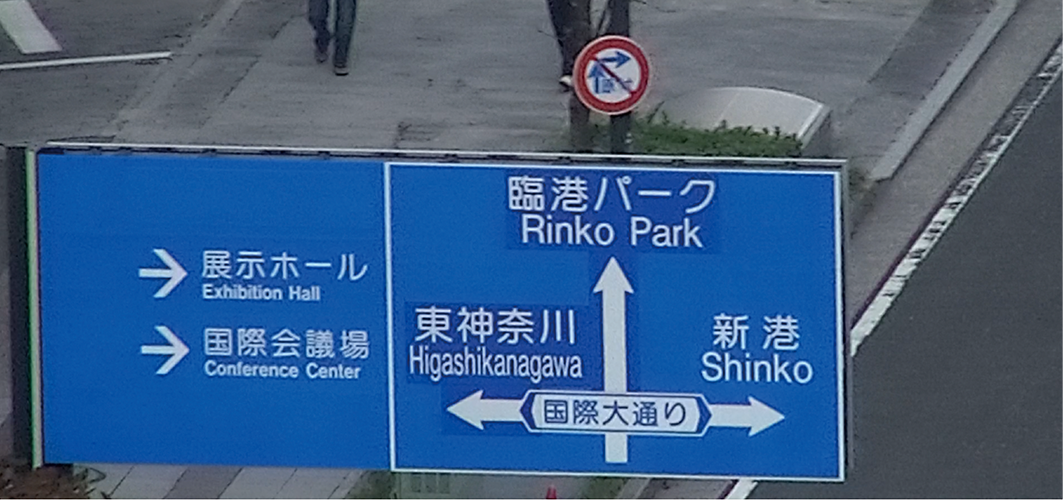 展示ホール
Exhibition Hall
国際会議場
Conference Center
臨港パーク
Rinko Park
東神奈川
Higashikanagawa
新港
Shinko
国際大通り